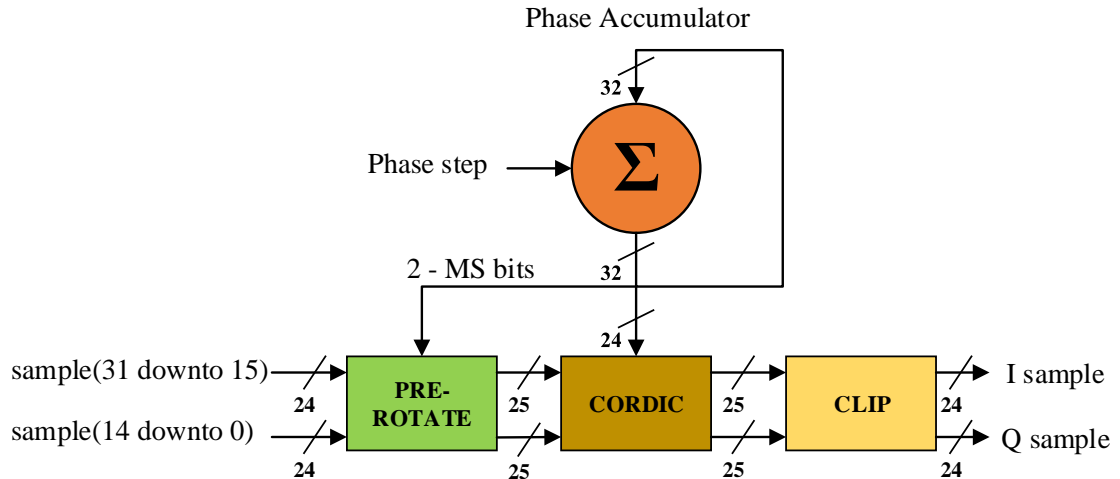 Phase Accumulator
32
Phase step
Σ
2 - MS bits
32
24
sample(31 downto 15)
24
PRE-
ROTATE
25
CORDIC
25
CLIP
24
I sample
sample(14 downto 0)
24
25
25
24
Q sample